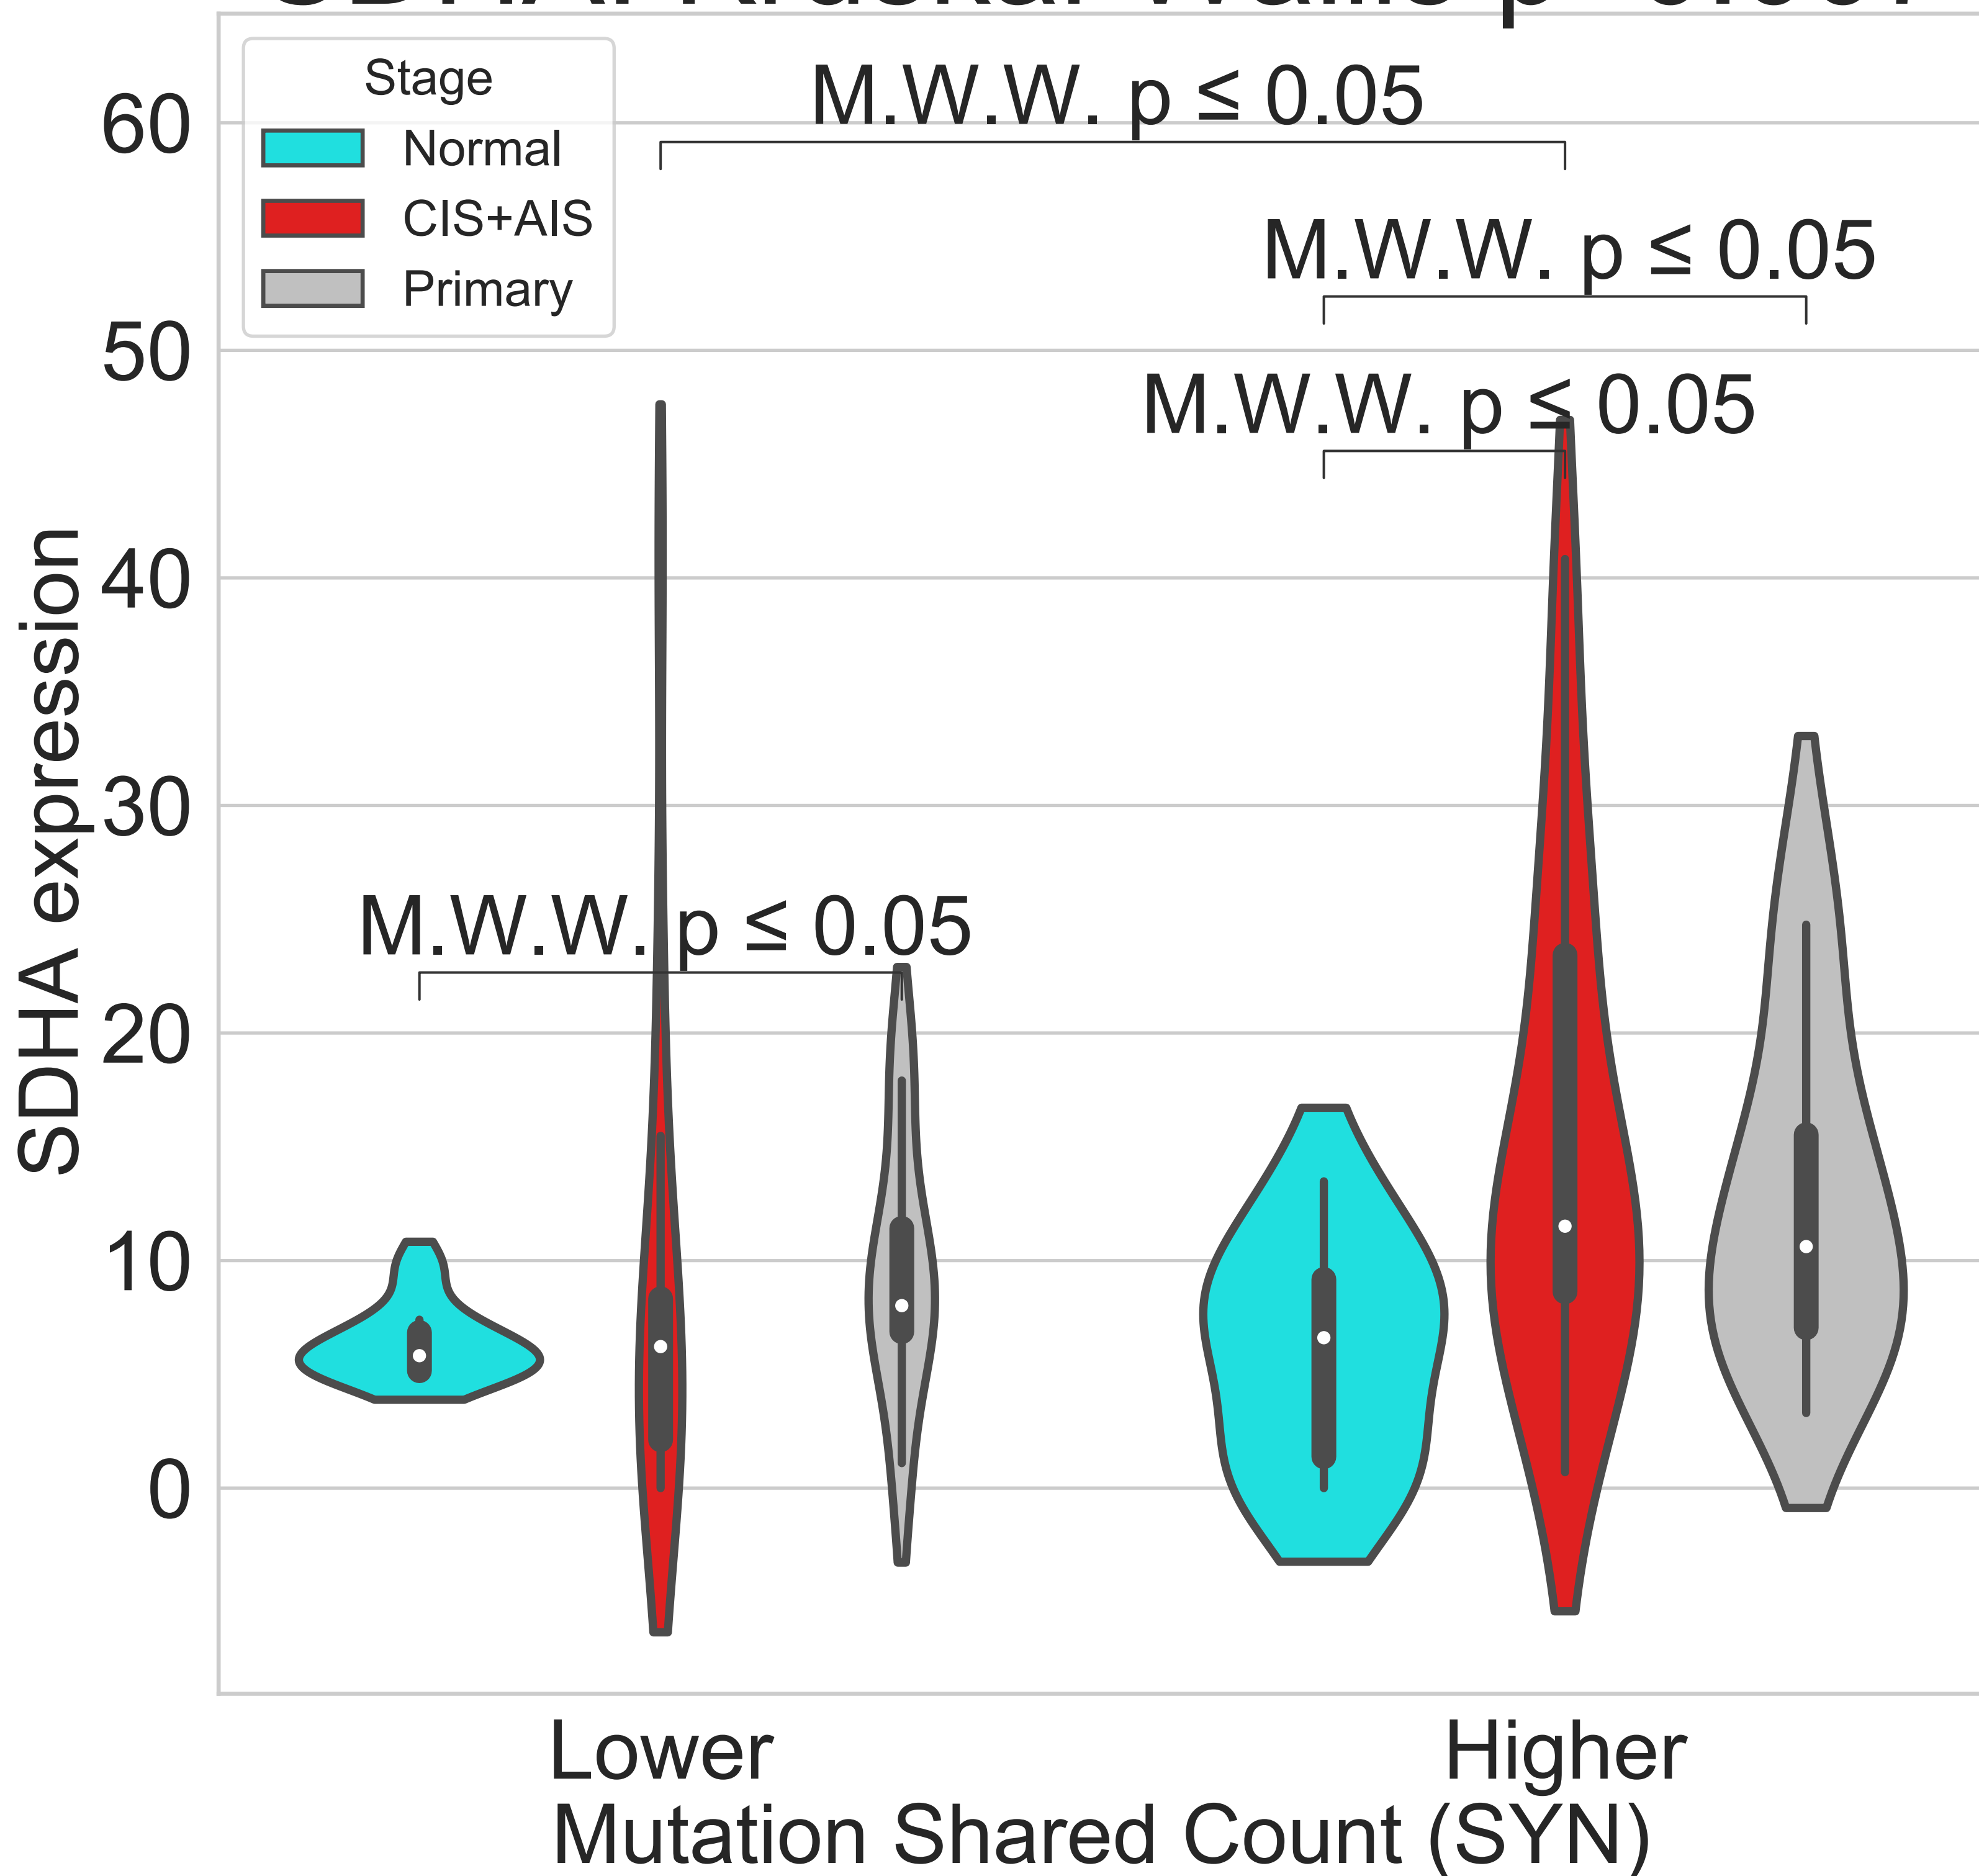 Stage
Normal
CIS+AIS
Primary
M.W.W. p ≤ 0.05
M.W.W. p ≤ 0.05
M.W.W. p ≤ 0.05
M.W.W. p ≤ 0.05
60
50
40
30
20
10
0
SDHA expression
Lower
Higher
Mutation Shared Count (SYN)